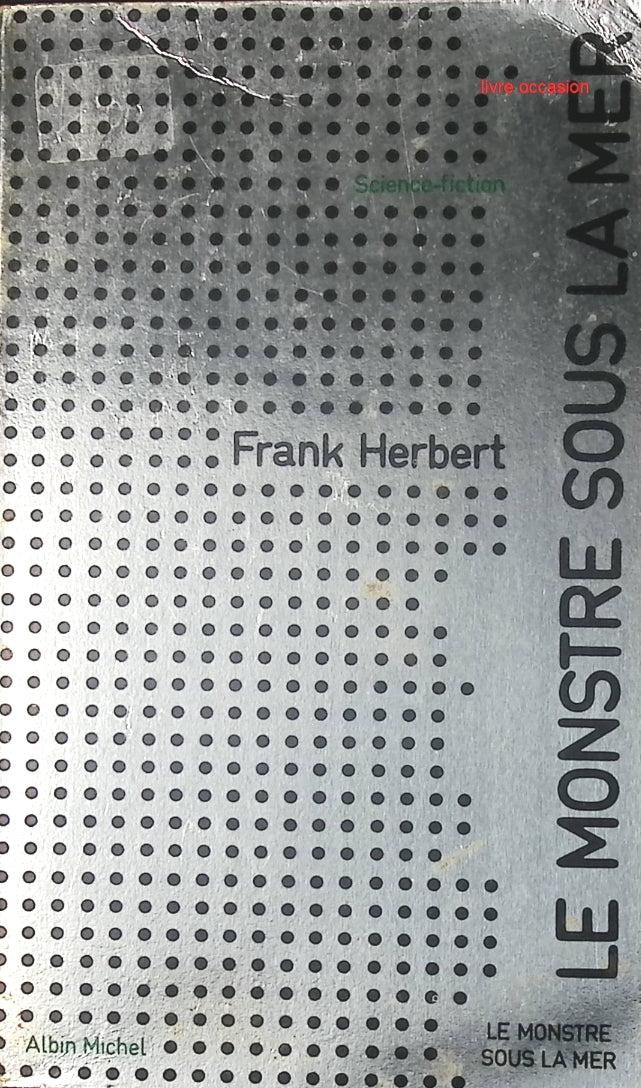 livre occasion
Science-fiction
Frank Herbert
LE MONSTRE SOUS LA MER
Albin Michel
LE MONSTRE
SOUS LA MER